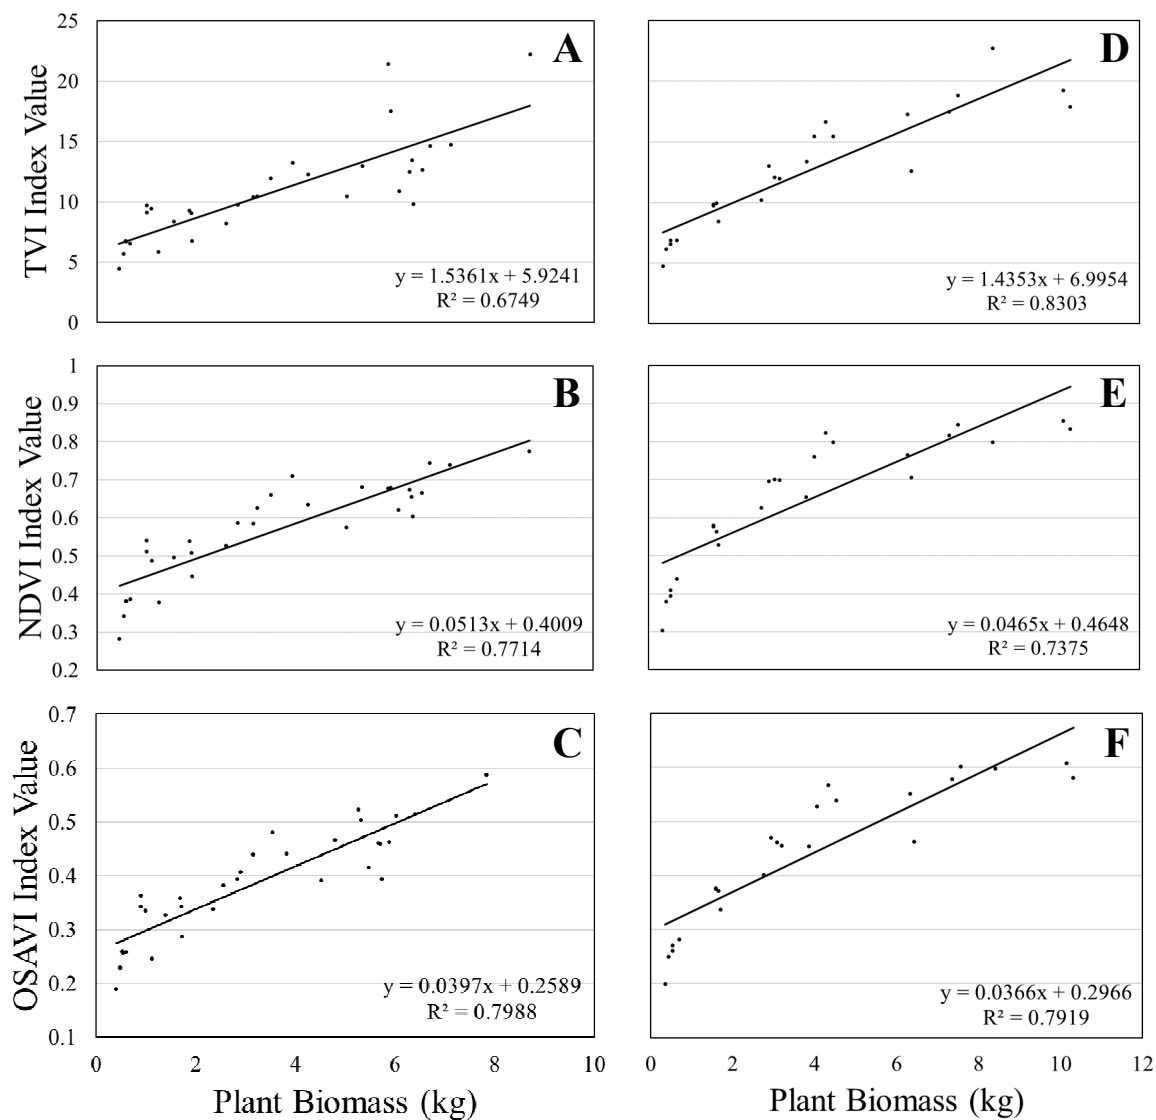 25
20
15
10
5
0
TVI Index Value
A
y = 1.5361x + 5.9241
R² = 0.6749
D
y = 1.4353x + 6.9954
R² = 0.8303
1
0.9
0.8
0.7
0.6
0.5
0.4
0.3
0.2
NDVI Index Value
B
y = 0.0513x + 0.4009
R² = 0.7714
E
y = 0.0465x + 0.4648
R² = 0.7375
0.7
0.6
0.5
0.4
0.3
0.2
0.1
OSAVI Index Value
C
y = 0.0397x + 0.2589
R² = 0.7988
0 2 4 6 8 10
Plant Biomass (kg)
F
y = 0.0366x + 0.2966
R² = 0.7919
0 2 4 6 8 10 12
Plant Biomass (kg)